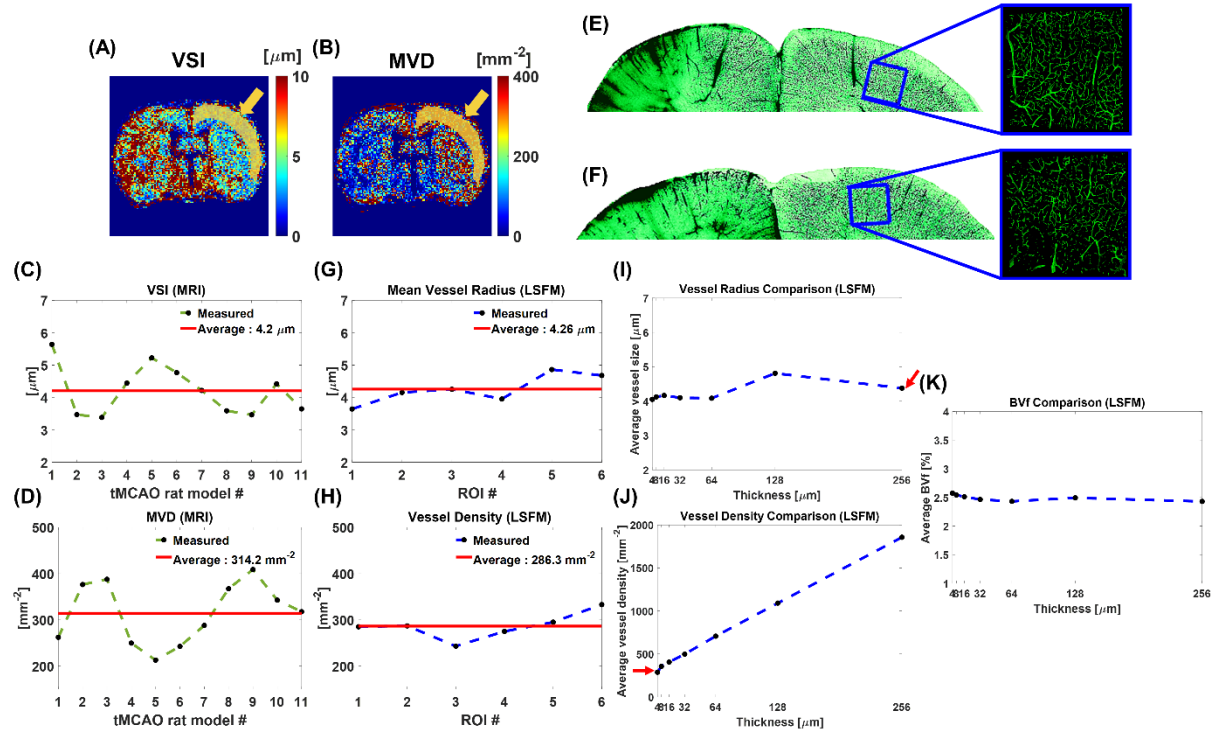 (A)
VSI
[μm]
10
5
0
(B)
MVD
[mm⁻²]
400
200
0
(E)
(F)
(C)
VSI (MRI)
Measured
Average : 4.2 μm
7
6
5
4
3
2
[μm]
1 2 3 4 5 6 7 8 9 10 11
tMCAO rat model #
(G)
Mean Vessel Radius (LSFM)
Measured
Average : 4.26 μm
7
6
5
4
3
2
[μm]
1 2 3 4 5 6
ROI #
(I)
Vessel Radius Comparison (LSFM)
Average vessel size [μm]
7
6
5
4
3
2
4 8 16 32 64 128 256
Thickness [μm]
(K)
BVf Comparison (LSFM)
Average BVf [%]
4
3.5
3
2.5
2
1.5
1
4 8 16 32 64 128 256
Thickness [μm]
(D)
MVD (MRI)
Measured
Average : 314.2 mm⁻²
500
400
300
200
[mm⁻²]
1 2 3 4 5 6 7 8 9 10 11
tMCAO rat model #
(H)
Vessel Density (LSFM)
Measured
Average : 286.3 mm⁻²
500
400
300
200
[mm⁻²]
1 2 3 4 5 6
ROI #
(J)
Vessel Density Comparison (LSFM)
Average vessel density [mm⁻²]
2000
1500
1000
500
0
4 8 16 32 64 128 256
Thickness [μm]